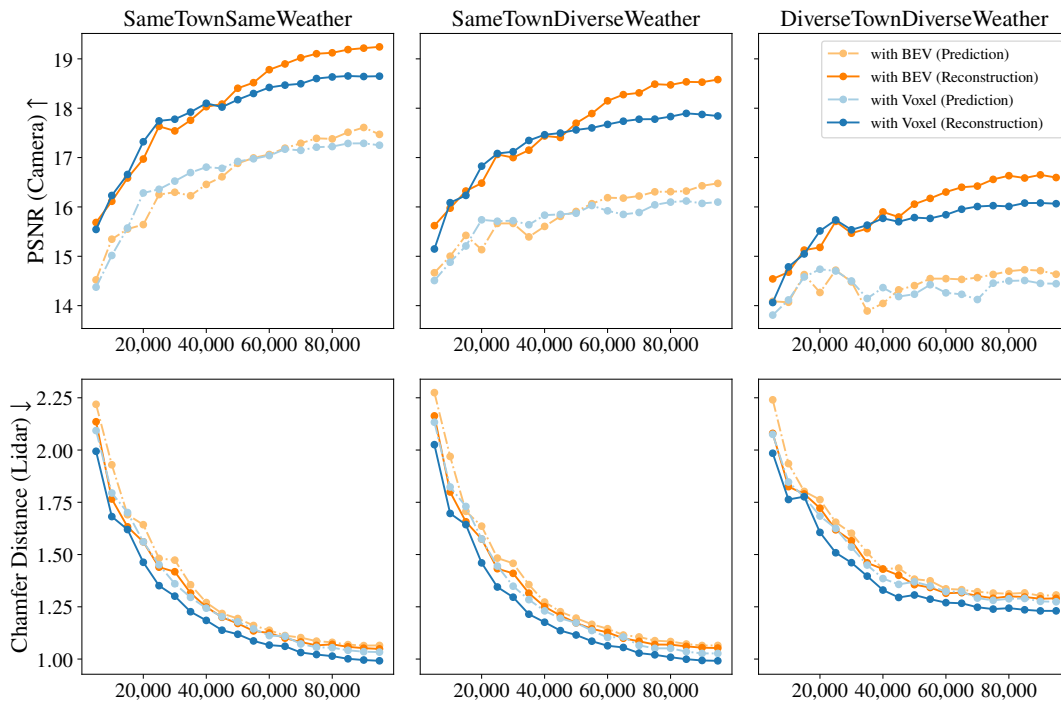 SameTownSameWeather
SameTownDiverseWeather
DiverseTownDiverseWeather
PSNR (Camera) ↑
19
18
17
16
15
14
with BEV (Prediction)
with BEV (Reconstruction)
with Voxel (Prediction)
with Voxel (Reconstruction)
20,000 40,000 60,000 80,000
20,000 40,000 60,000 80,000
20,000 40,000 60,000 80,000
Chamfer Distance (Lidar) ↓
2.25
2.00
1.75
1.50
1.25
1.00
20,000 40,000 60,000 80,000
20,000 40,000 60,000 80,000
20,000 40,000 60,000 80,000